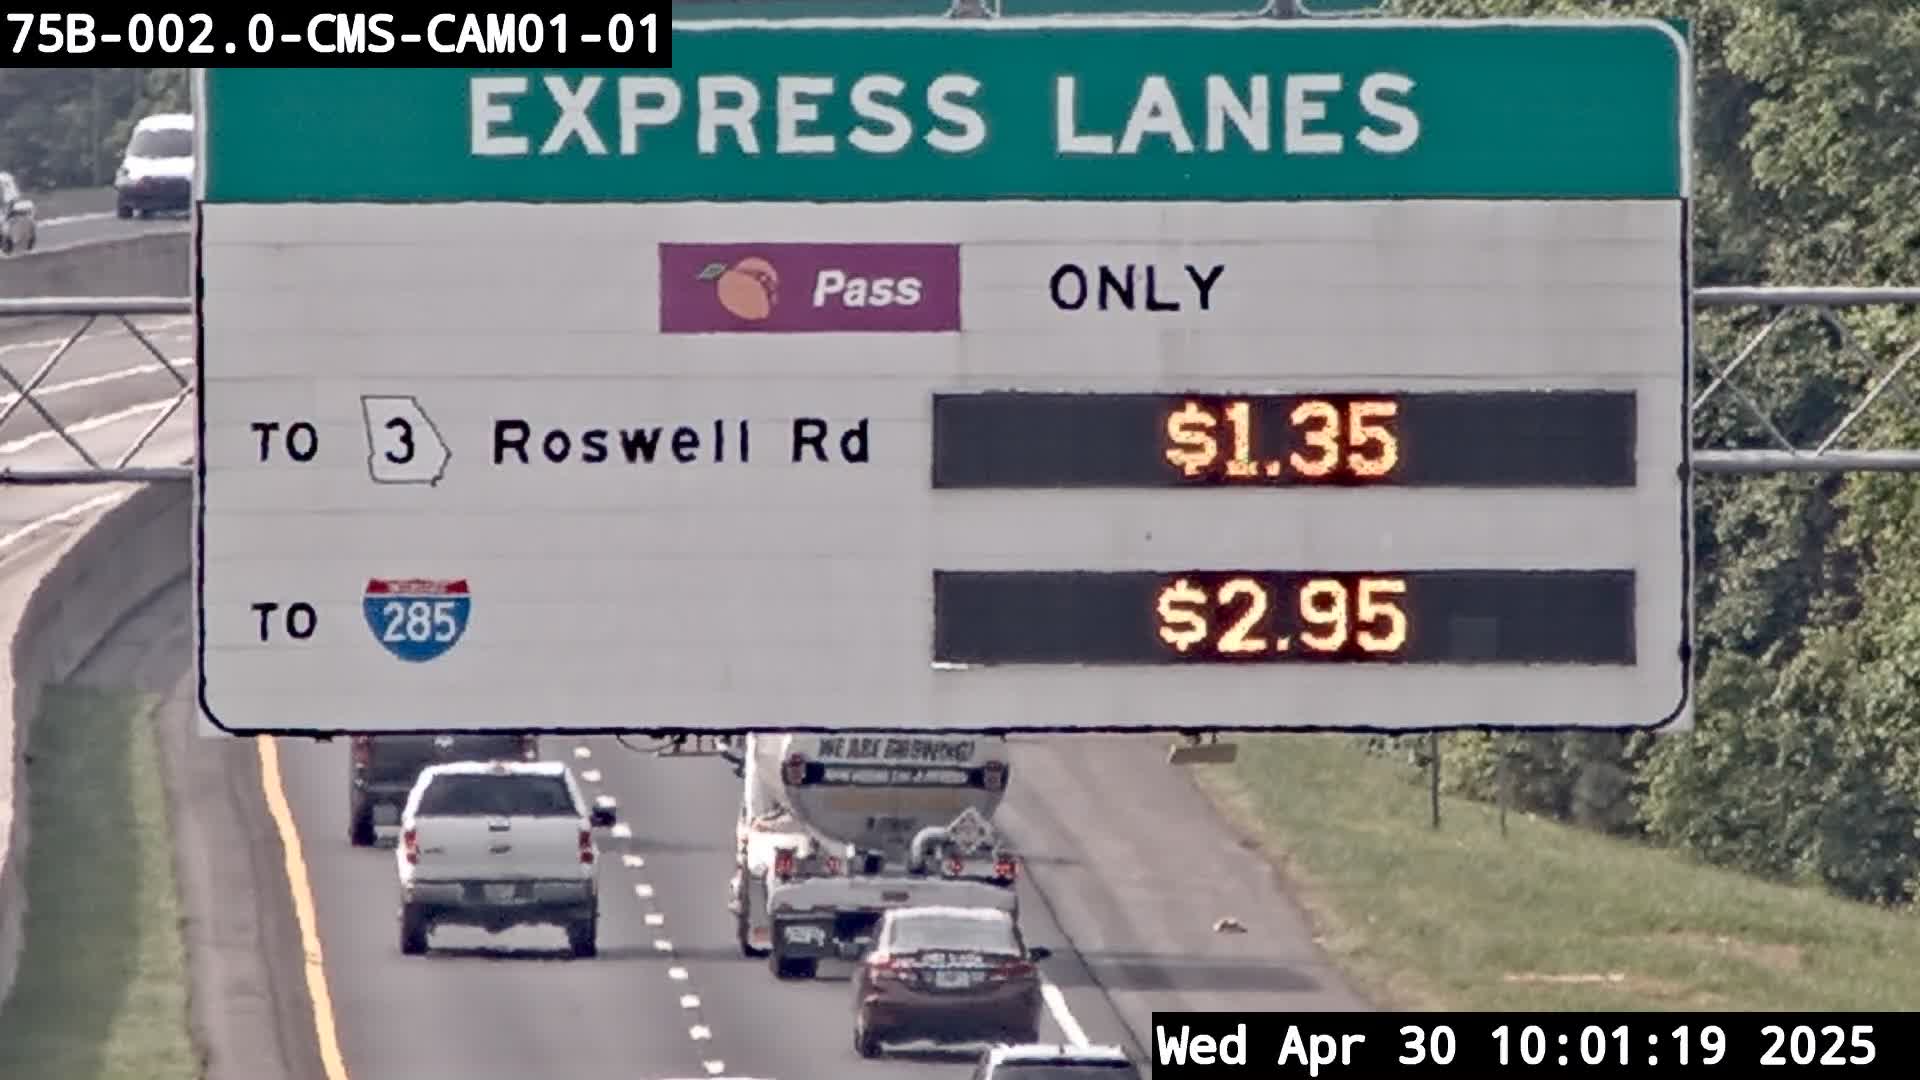 75B-002.0-CMS-CAM01-01
EXPRESS LANES
Pass ONLY
TO 3 Roswell Rd $1.35
TO 285 $2.95
WE ARE GROWING!
Wed Apr 30 10:01:19 2025